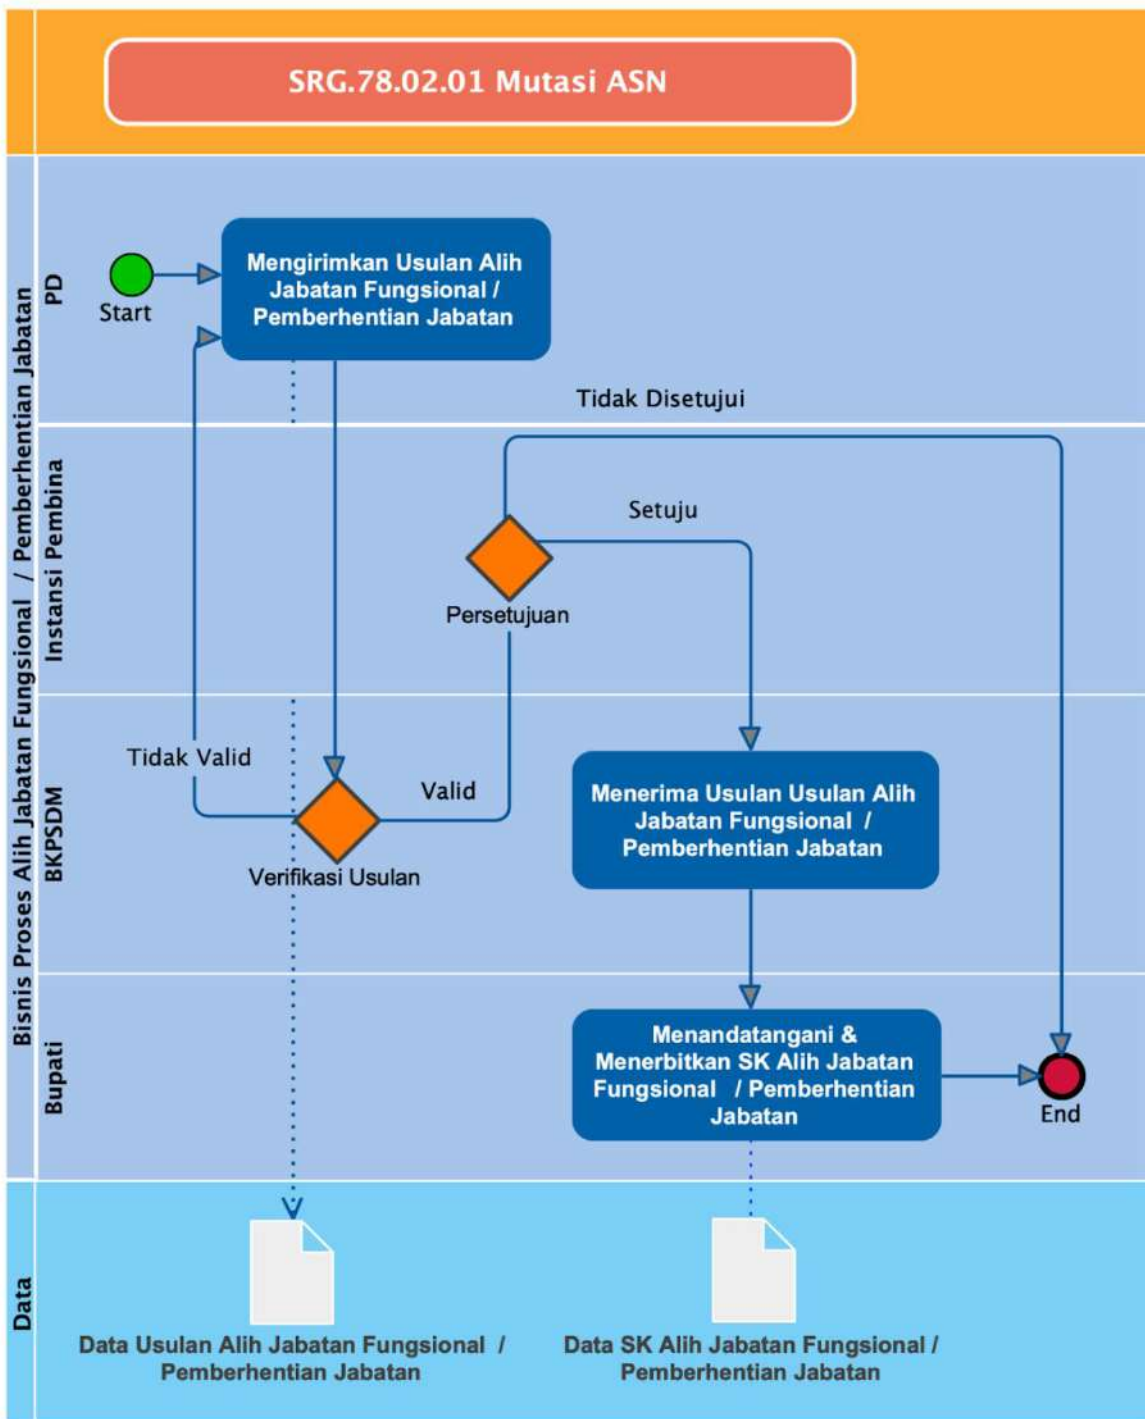 SRG.78.02.01 Mutasi ASN
Bisnis Proses Alih Jabatan Fungsional / Pemberhentian Jabatan
PD
Start
Mengirimkan Usulan Alih
Jabatan Fungsional /
Pemberhentian Jabatan
Tidak Disetujui
Instansi Pembina
Setuju
Persetujuan
BKPSDM
Tidak Valid
Valid
Verifikasi Usulan
Menerima Usulan Usulan Alih
Jabatan Fungsional /
Pemberhentian Jabatan
Bupati
Menandatangani &
Menerbitkan SK Alih Jabatan
Fungsional / Pemberhentian
Jabatan
End
Data
Data Usulan Alih Jabatan Fungsional /
Pemberhentian Jabatan
Data SK Alih Jabatan Fungsional /
Pemberhentian Jabatan